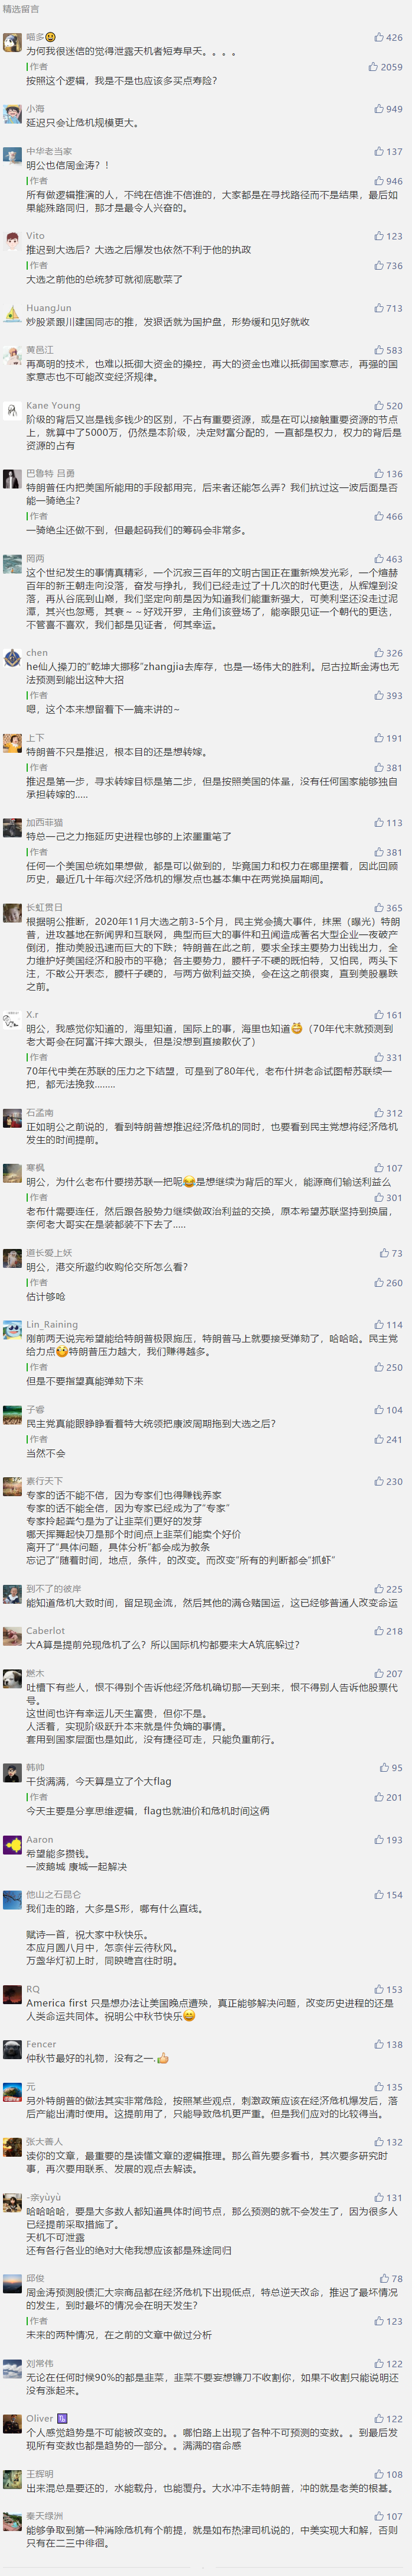 精选留言
喵多😃 426
为何我很迷信的觉得泄露天机者短寿早夭。。。。
作者 2059
按照这个逻辑，我是不是也应该多买点寿险？
小海 949
延迟只会让危机规模更大。
中华老当家 137
明公也信周金涛？！
作者 946
所有做逻辑推演的人，不纯在信谁不信谁的，大家都是在寻找路径而不是结果，最后如
果能殊路同归，那才是最令人兴奋的。
Vito 123
推迟到大选后？大选之后爆发也依然不利于他的执政
作者 736
大选之前他的总统梦可就彻底歇菜了
HuangJun 713
炒股紧跟川建国同志的推，发狠话就为国护盘，形势缓和见好就收
黄邑江 583
再高明的技术，也难以抵御大资金的操控，再大的资金也难以抵御国家意志，再强的国
家意志也不可能改变经济规律。
Kane Young 520
阶级的背后又岂是钱多钱少的区别，不占有重要资源，或是在可以接触重要资源的节点
上，就算中了5000万，仍然是本阶级，决定财富分配的，一直都是权力，权力的背后是
资源的占有
巴鲁特 吕勇 136
特朗普任内把美国所能用的手段都用完，后来者还能怎么弄？我们抗过这一波后面是否
能一骑绝尘？
作者 466
一骑绝尘还做不到，但最起码我们的筹码会非常多。
罔两 463
这个世纪发生的事情真精彩，一个沉寂三百年的文明古国正在重新焕发光彩，一个煊赫
百年的新王朝走向没落，奋发与挣扎，我们已经走过了十几次的时代更迭，从辉煌到没
落，再从谷底到山巅，我们坚定向前是因为知道我们能重新强大，可美利坚还没走过泥
潭，其兴也忽焉，其衰～～好戏开罗，主角们该登场了，能亲眼见证一个朝代的更迭，
不管喜不喜欢，我们都是见证者，何其幸运。
chen 326
he仙人操刀的“乾坤大挪移”zhangjia去库存，也是一场伟大的胜利。尼古拉斯金涛也无
法预测到能出这种大招
作者 393
嗯，这个本来想留着下一篇来讲的~
上下 191
特朗普不只是推迟，根本目的还是想转嫁。
作者 381
推迟是第一步，寻求转嫁目标是第二步，但是按照美国的体量，没有任何国家能够独自
承担转嫁的.....
加西菲猫 113
特总一己之力拖延历史进程也够的上浓墨重笔了
作者 381
任何一个美国总统如果想做，都是可以做到的，毕竟国力和权力在哪里摆着，因此回顾
历史，最近几十年每次经济危机的爆发点也基本集中在两党换届期间。
长虹贯日 365
根据明公推断，2020年11月大选之前3-5个月，民主党会搞大事件，抹黑（曝光）特朗
普，进攻基地在新闻界和互联网，典型而巨大的事件和丑闻造成著名大型企业一夜破产
倒闭，推动美股迅速而巨大的下跌；特朗普在此之前，要求全球主要势力出钱出力，全
力维护好美国经济和股市的平稳；各主要势力，腰杆子不硬的既怕特，又怕民，两头下
注，不敢公开表态，腰杆子硬的，与两方做利益交换，会在这之前很爽，直到美股暴跌
之前。
X.r 161
明公，我感觉你知道的，海里知道，国际上的事，海里也知道😁（70年代末就预测到
老大哥会在阿富汗摔大跟头，但是没想到直接散伙了）
作者 331
70年代中美在苏联的压力之下结盟，可是到了80年代，老布什拼老命试图帮苏联续一
把，都无法挽救........
石孟南 312
正如明公之前说的，看到特朗普想推迟经济危机的同时，也要看到民主党想将经济危机
发生的时间提前。
寒枫 107
明公，为什么老布什要捞苏联一把呢😂是想继续为背后的军火，能源商们输送利益么
作者 301
老布什需要连任，然后跟各股势力继续做政治利益的交换，原本希望苏联坚持到换届，
奈何老大哥实在是装都装不下去了.....
道长爱上妖 73
明公，港交所邀约收购伦交所怎么看？
作者 260
估计够呛
Lin_Raining 114
刚前两天说完希望能给特朗普极限施压，特朗普马上就要接受弹劾了，哈哈哈。民主党
给力点😋特朗普压力越大，我们赚得越多。
作者 250
但是不要指望真能弹劾下来
子睿 104
民主党真能眼睁睁看着特大统领把康波周期拖到大选之后？
作者 241
当然不会
素行天下 230
专家的话不能不信，因为专家们也得赚钱养家
专家的话不能全信，因为专家已经成为了“专家”
专家拎起粪勺是为了让韭菜们更好的发芽
哪天挥舞起快刀是那个时间点上韭菜们能卖个好价
离开了“具体问题，具体分析”都会成为教条
忘记了“随着时间，地点，条件，的改变。而改变”所有的判断都会“抓虾”
到不了的彼岸 225
能知道危机大致时间，留足现金流，然后其他的满仓赌国运，这已经够普通人改变命运
Caberlot 218
大A算是提前兑现危机了么？所以国际机构都要来大A筑底躲过？
燃木 207
吐槽下有些人，恨不得别个告诉他经济危机确切那一天到来，恨不得别人告诉他股票代
号。
这世间也许有幸运儿天生富贵，但你不是。
人活着，实现阶级跃升本来就是件负熵的事情。
套用到国家层面也是如此，没有捷径可走，只能负重前行。
韩帅 95
干货满满，今天算是立了个大flag
作者 201
今天主要是分享思维逻辑，flag也就油价和危机时间这俩
Aaron 193
希望能多攒钱。
一波鹅城 康城一起解决
他山之石昆仑 154
我们走的路，大多是S形，哪有什么直线。
赋诗一首，祝大家中秋快乐。
本应月圆八月中，怎奈伴云待秋风。
万盏华灯初上时，同映蟾宫住时明。
RQ 153
America first 只是想办法让美国晚点遭殃，真正能够解决问题，改变历史进程的还是
人类命运共同体。祝明公中秋节快乐😄
Fencer 138
仲秋节最好的礼物，没有之一.👍
元 135
另外特朗普的做法其实非常危险，按照某些观点，刺激政策应该在经济危机爆发后，落
后产能出清时使用。这提前用了，只能导致危机更严重。但是我们应对的比较得当。
张大善人 132
读你的文章，最重要的是读懂文章的逻辑推理。那么首先要多看书，其次要多研究时
事，再次要用联系、发展的观点去解读。
-亲yùyù 131
哈哈哈哈，要是大多数人都知道具体时间节点，那么预测的就不会发生了，因为很多人
已经提前采取措施了。
天机不可泄露
还有各行各业的绝对大佬我想应该都是殊途同归
邱俊 78
周金涛预测股债汇大宗商品都在经济危机下出现低点，特总逆天改命，推迟了最坏情况
的发生，到时最坏的情况会在明天发生？
作者 123
未来的两种情况，在之前的文章中做过分析
刘常伟 122
无论在任何时候90%的都是韭菜，韭菜不要妄想镰刀不收割你，如果不收割只能说明还
没有涨起来。
Oliver ♑ 122
个人感觉趋势是不可能被改变的。。哪怕路上出现了各种不可预测的变数。。到最后发
现所有变数也都是趋势的一部分。。满满的宿命感
王辉明 108
出来混总是要还的，水能载舟，也能覆舟。大水冲不走特朗普，冲的就是老美的根基。
秦天绿洲 107
能够争取到第一种消除危机有个前提，就是如布热津司机说的，中美实现大和解，否则
只有在二三中徘徊。